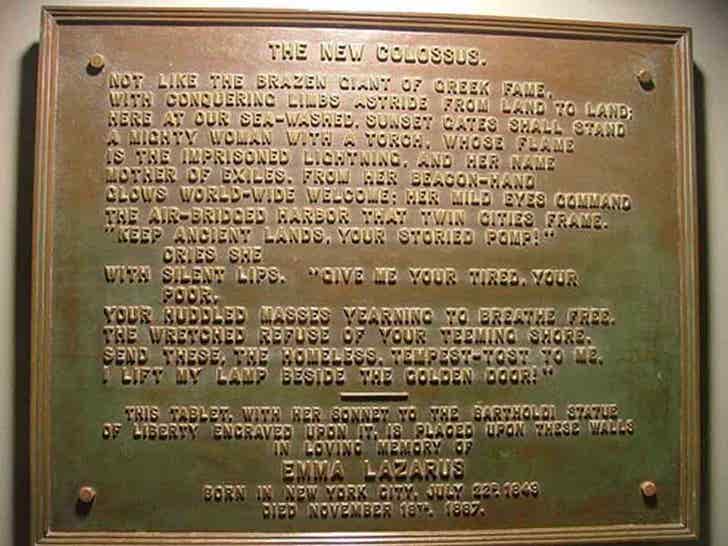 THE NEW COLOSSUS.
NOT LIKE THE BRAZEN GIANT OF GREEK FAME,
WITH CONQUERING LIMBS ASTRIDE FROM LAND TO LAND;
HERE AT OUR SEA-WASHED, SUNSET GATES SHALL STAND
A MIGHTY WOMAN WITH A TORCH, WHOSE FLAME
IS THE IMPRISONED LIGHTNING, AND HER NAME
MOTHER OF EXILES. FROM HER BEACON-HAND
GLOWS WORLD-WIDE WELCOME; HER MILD EYES COMMAND
THE AIR-BRIDGED HARBOR THAT TWIN CITIES FRAME.
"KEEP ANCIENT LANDS, YOUR STORIED POMP!"
CRIES SHE
WITH SILENT LIPS. "GIVE ME YOUR TIRED, YOUR
POOR,
YOUR HUDDLED MASSES YEARNING TO BREATHE FREE,
THE WRETCHED REFUSE OF YOUR TEEMING SHORE,
SEND THESE, THE HOMELESS, TEMPEST-TOST TO ME,
I LIFT MY LAMP BESIDE THE GOLDEN DOOR!"
THIS TABLET, WITH HER SONNET TO THE BARTHOLDI STATUE
OF LIBERTY ENGRAVED UPON IT, IS PLACED UPON THESE WALLS
IN LOVING MEMORY OF
EMMA LAZARUS
BORN IN NEW YORK CITY, JULY 22D, 1849
DIED NOVEMBER 19TH, 1887.